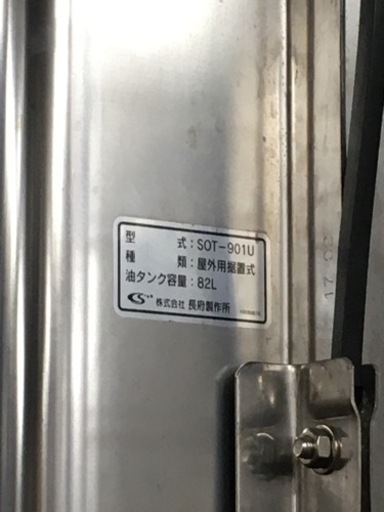 型 式：SOT-901U
種 類：屋外用据置式
油タンク容量：82L
株式会社 長府製作所